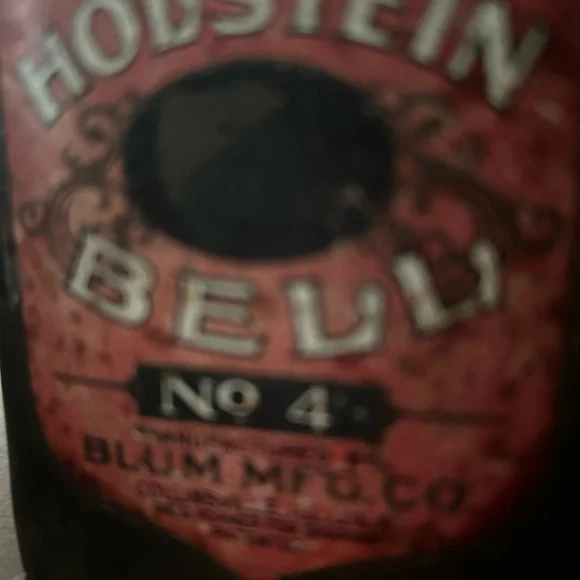 HOLSTEIN
BELL
No 4
MANUFACTURED BY
BLUM MFG. CO.